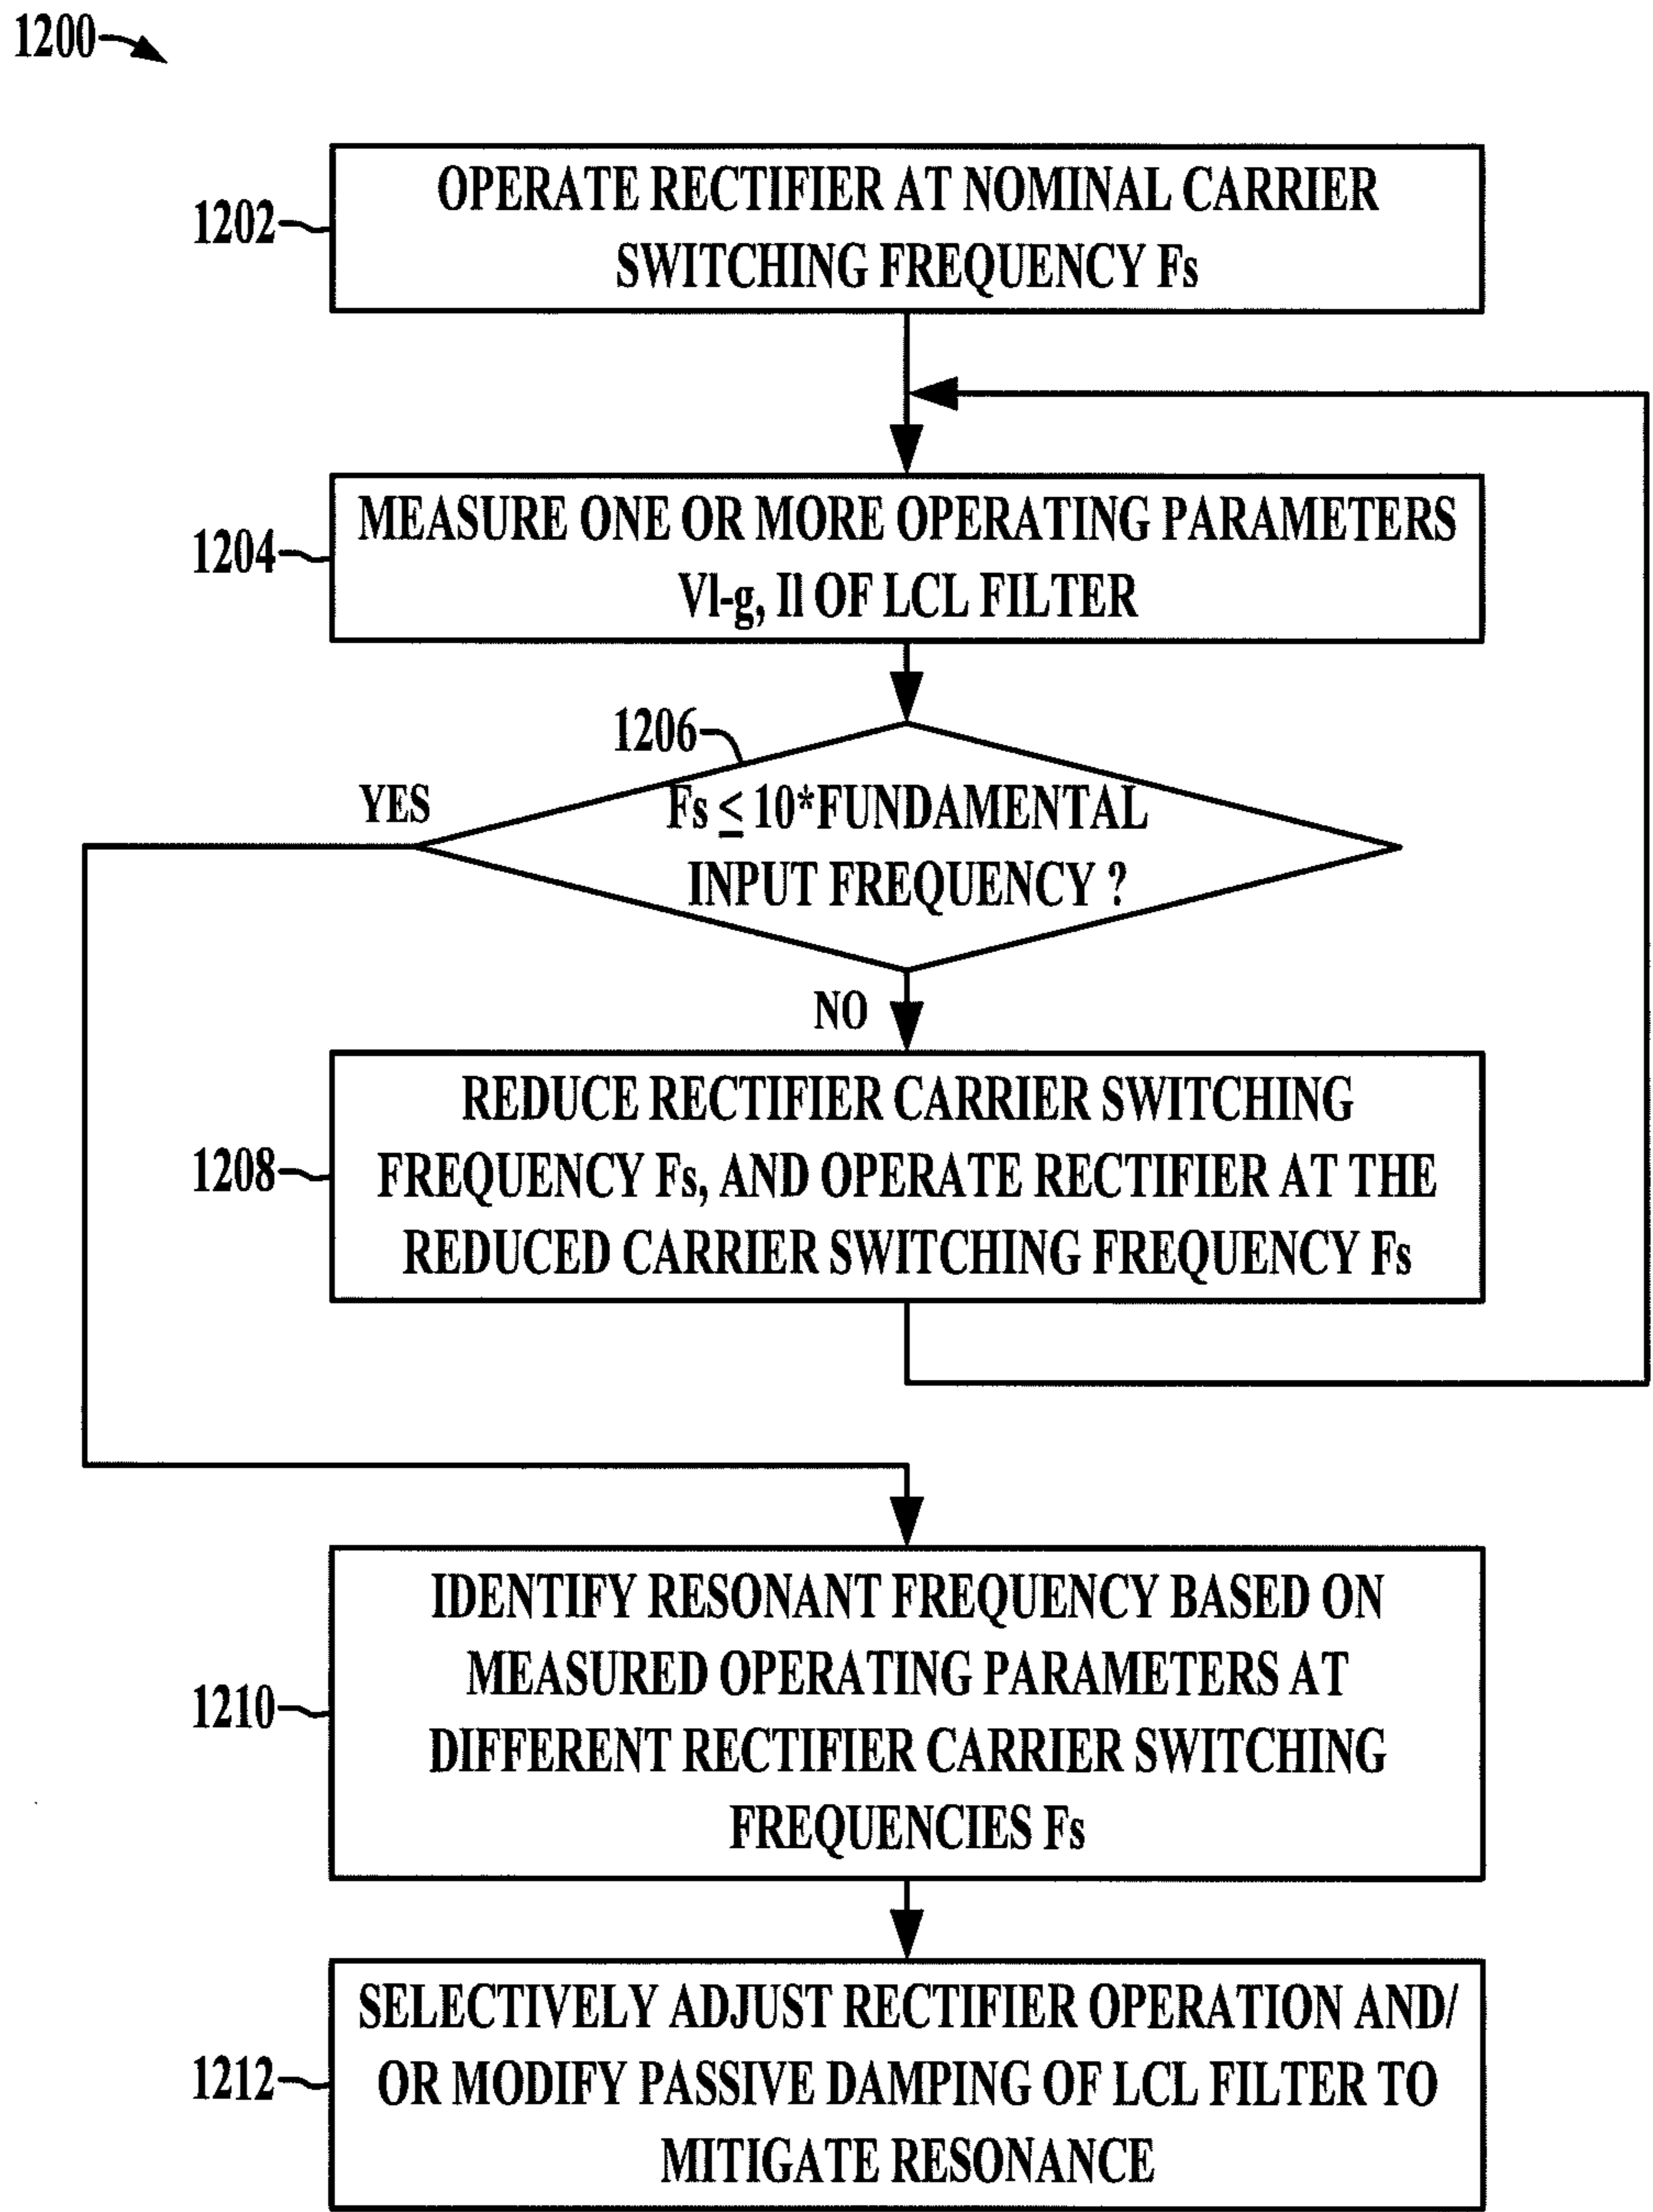 1200
1202
OPERATE RECTIFIER AT NOMINAL CARRIER
SWITCHING FREQUENCY Fs
1204
MEASURE ONE OR MORE OPERATING PARAMETERS
Vl-g, Il OF LCL FILTER
1206
YES
Fs ≤ 10*FUNDAMENTAL
INPUT FREQUENCY ?
NO
1208
REDUCE RECTIFIER CARRIER SWITCHING
FREQUENCY Fs, AND OPERATE RECTIFIER AT THE
REDUCED CARRIER SWITCHING FREQUENCY Fs
1210
IDENTIFY RESONANT FREQUENCY BASED ON
MEASURED OPERATING PARAMETERS AT
DIFFERENT RECTIFIER CARRIER SWITCHING
FREQUENCIES Fs
1212
SELECTIVELY ADJUST RECTIFIER OPERATION AND/
OR MODIFY PASSIVE DAMPING OF LCL FILTER TO
MITIGATE RESONANCE